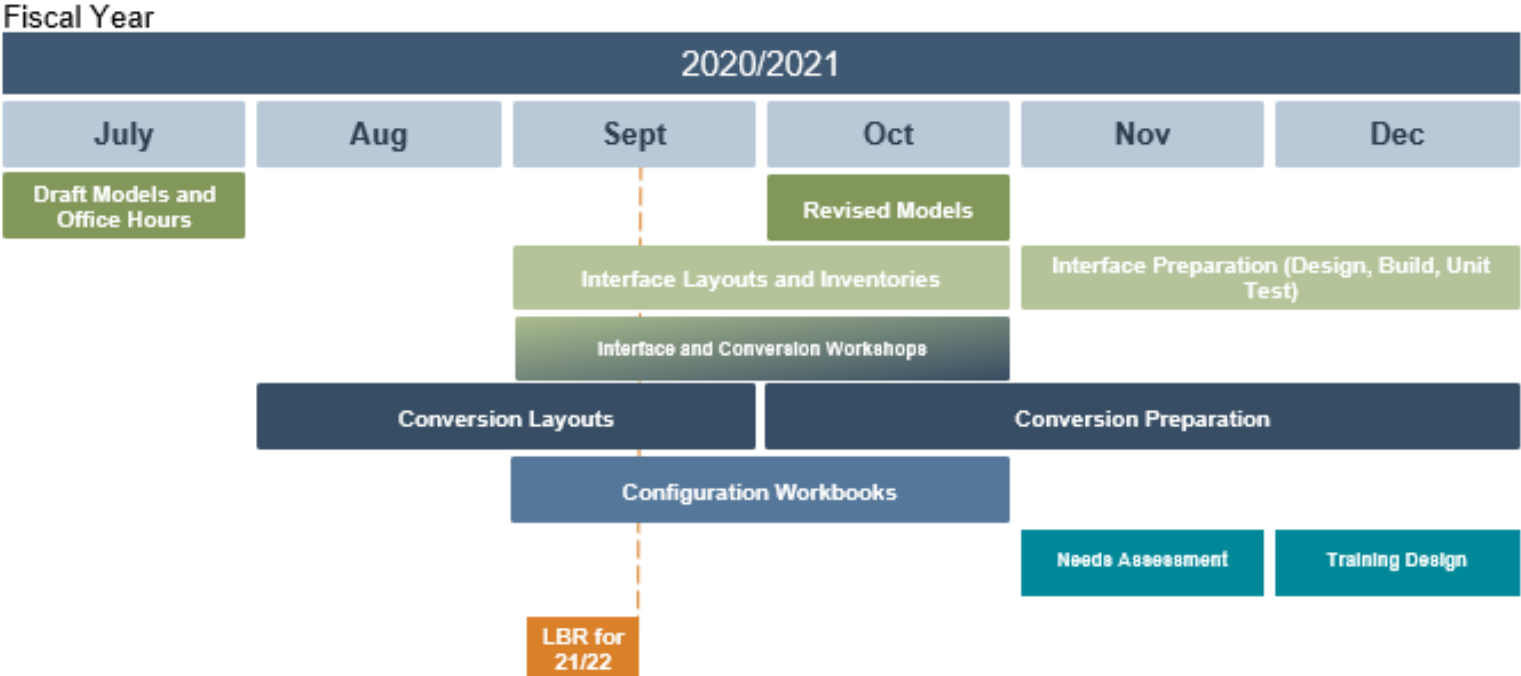 Fiscal Year
2020/2021
July
Aug
Sept
Oct
Nov
Dec
Draft Models and
Office Hours
Revised Models
Interface Layouts and Inventories
Interface Preparation (Design, Build, Unit
Test)
Interface and Conversion Workshops
Conversion Layouts
Conversion Preparation
Configuration Workbooks
Needs Assessment
Training Design
LBR for
21/22